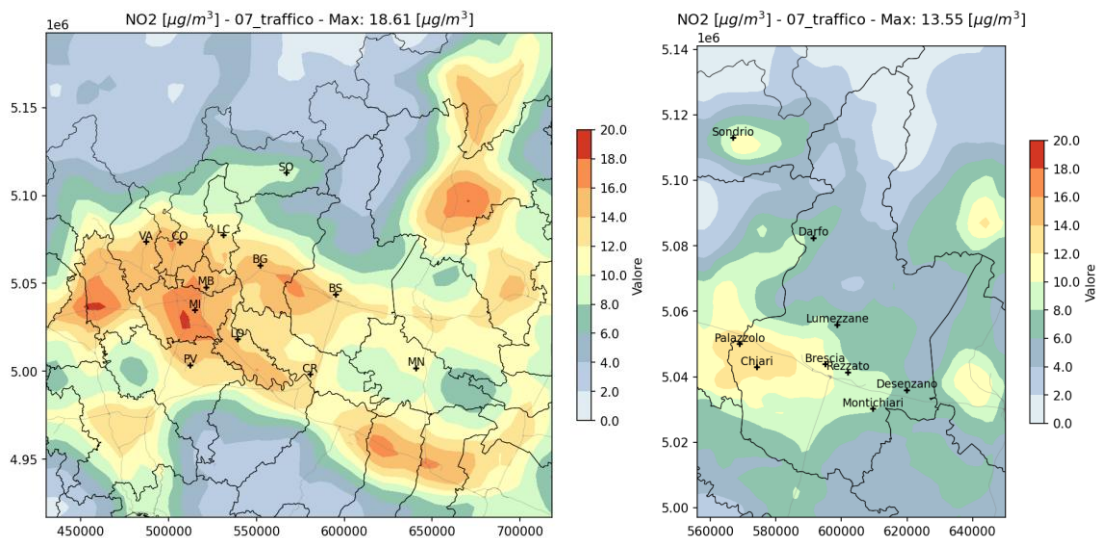 NO2 [μg/m³] - 07_traffico - Max: 18.61 [μg/m³]
1e6
5.15
5.10
5.05
5.00
4.95
450000 500000 550000 600000 650000 700000
SO
VA CO LC
BG
MB
BS
MI
LO
PV
CR
MN
20.0
18.0
16.0
14.0
12.0
10.0
8.0
6.0
4.0
2.0
0.0
Valore
NO2 [μg/m³] - 07_traffico - Max: 13.55 [μg/m³]
1e6
5.14
5.12
5.10
5.08
5.06
5.04
5.02
5.00
560000 580000 600000 620000 640000
Sondrio
Darfo
Lumezzane
Palazzolo
Chiari
Brescia
Rezzato
Desenzano
Montichiari
20.0
18.0
16.0
14.0
12.0
10.0
8.0
6.0
4.0
2.0
0.0
Valore